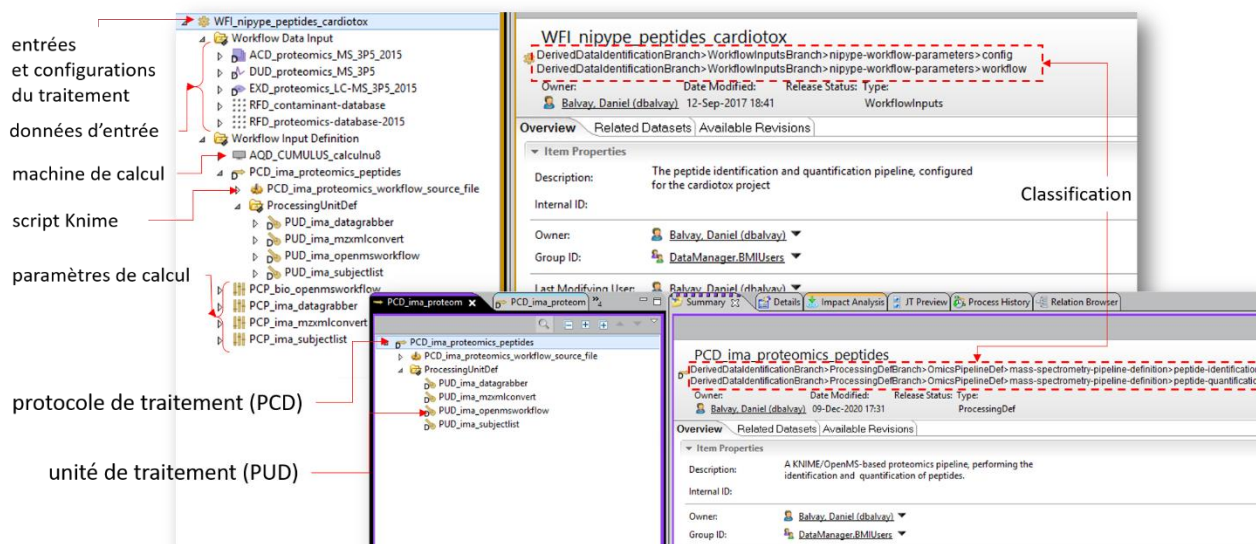 entrées
et configurations
du traitement
données d’entrée
machine de calcul
script Knime
paramètres de calcul
protocole de traitement (PCD)
unité de traitement (PUD)
WFI_nipype_peptides_cardiotox
Workflow Data Input
ACD_proteomics_MS_3P5_2015
DUD_proteomics_MS_3P5
EXD_proteomics_LC-MS_3P5_2015
RFD_contaminant-database
RFD_proteomics-database-2015
Workflow Input Definition
AQD_CUMULUS_calculnu8
PCD_ima_proteomics_peptides
PCD_ima_proteomics_workflow_source_file
ProcessingUnitDef
PUD_ima_datagrabber
PUD_ima_mzxmlconvert
PUD_ima_openmsworkflow
PUD_ima_subjectlist
PCP_bio_openmsworkflow
PCP_ima_datagrabber
PCP_ima_mzxmlconvert
PCP_ima_subjectlist
WFI_nipype_peptides_cardiotox
DerivedDataIdentificationBranch>WorkflowInputsBranch>nipype-workflow-parameters>config
DerivedDataIdentificationBranch>WorkflowInputsBranch>nipype-workflow-parameters>workflow
Owner: Date Modified: Release Status: Type:
Balvay, Daniel (dbalvay) 12-Sep-2017 18:41 WorkflowInputs
Overview Related Datasets Available Revisions
Item Properties
Description: The peptide identification and quantification pipeline, configured
for the cardiotox project
Internal ID:
Owner: Balvay, Daniel (dbalvay)
Group ID: DataManager.BMIUsers
Last Modifying User: Balvay, Daniel (dbalvay)
Classification
PCD_ima_proteom PCD_ima_proteom
PCD_ima_proteomics_peptides
PCD_ima_proteomics_workflow_source_file
ProcessingUnitDef
PUD_ima_datagrabber
PUD_ima_mzxmlconvert
PUD_ima_openmsworkflow
PUD_ima_subjectlist
Summary Details Impact Analysis JT Preview Process History Relation Browser
PCD_ima_proteomics_peptides
DerivedDataIdentificationBranch>ProcessingDefBranch>OmicsPipelineDef>mass-spectrometry-pipeline-definition>peptide-identification
DerivedDataIdentificationBranch>ProcessingDefBranch>OmicsPipelineDef>mass-spectrometry-pipeline-definition>peptide-quantification
Owner: Date Modified: Release Status: Type:
Balvay, Daniel (dbalvay) 09-Dec-2020 17:31 ProcessingDef
Overview Related Datasets Available Revisions
Item Properties
Description: A KNIME/OpenMS-based proteomics pipeline, performing the
identification and quantification of peptides.
Internal ID:
Owner: Balvay, Daniel (dbalvay)
Group ID: DataManager.BMIUsers